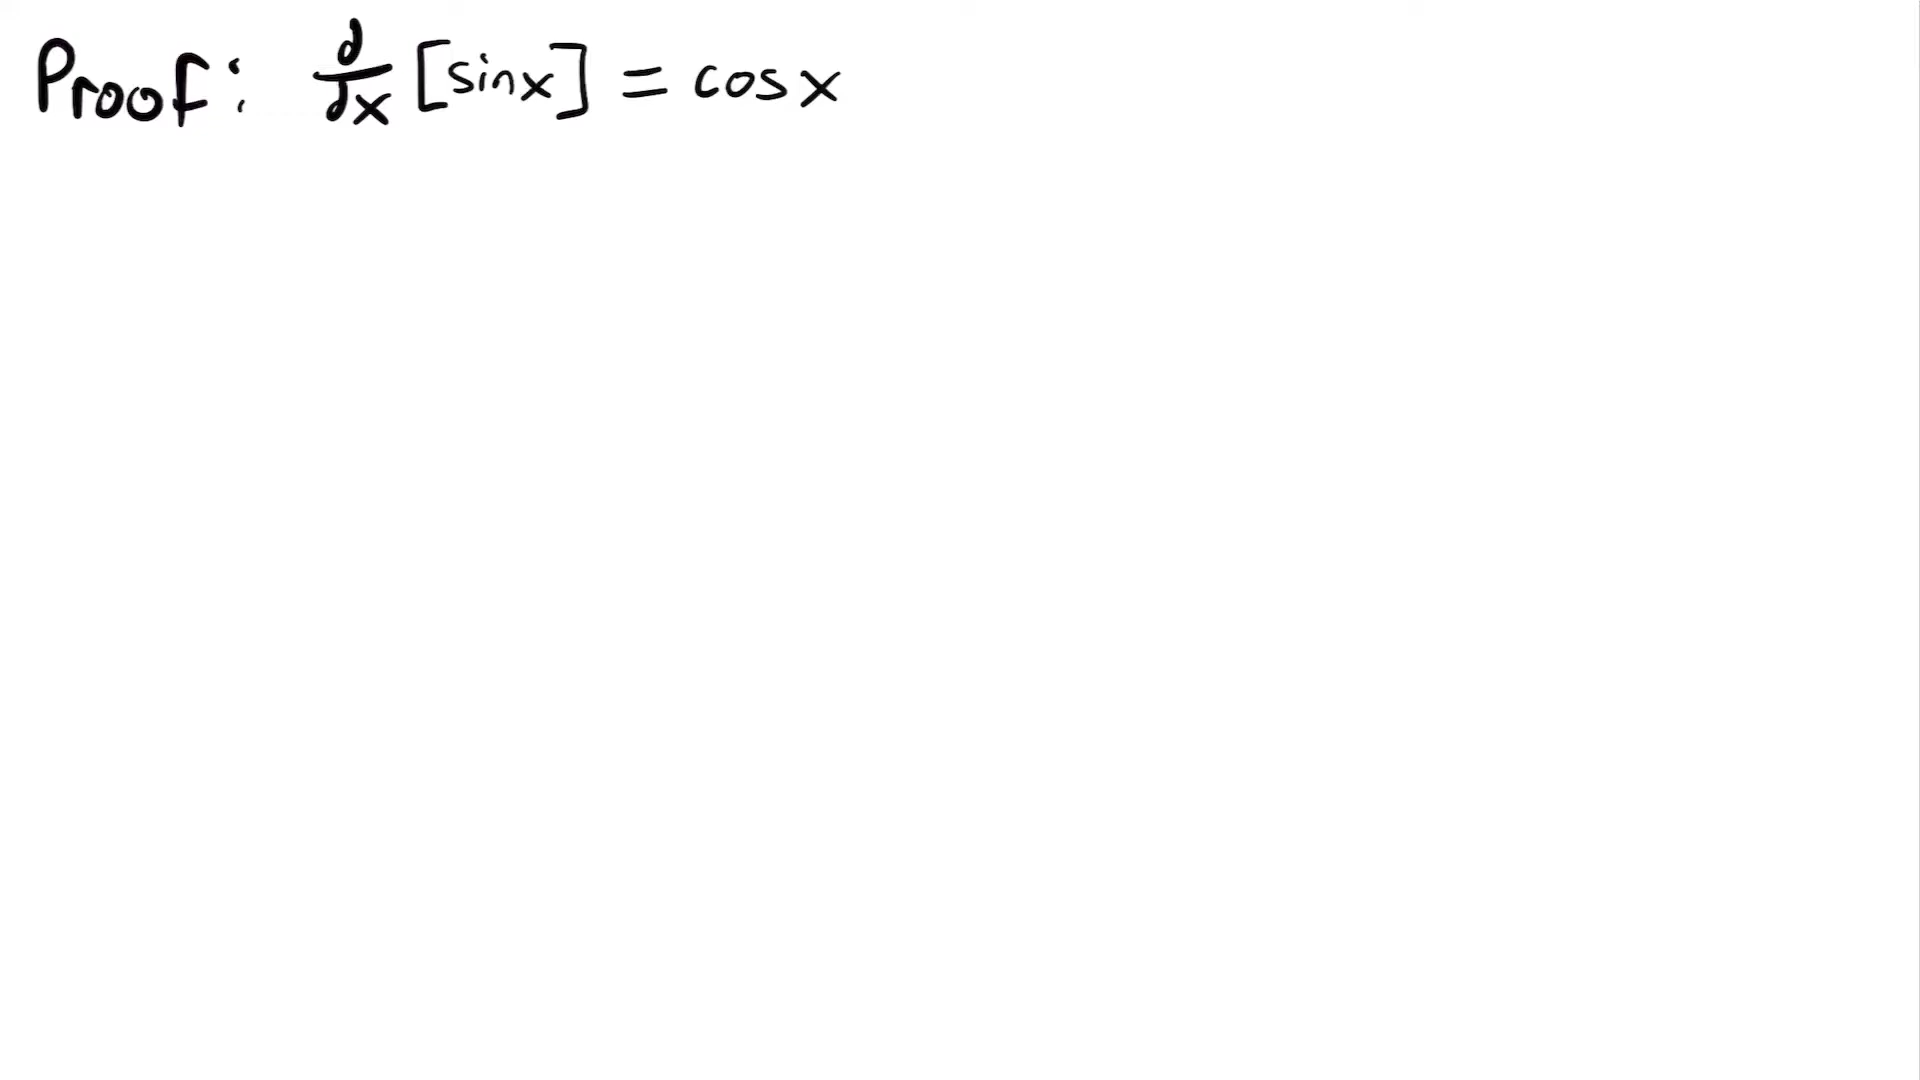 Proof: d/dx [sinx] = cosx